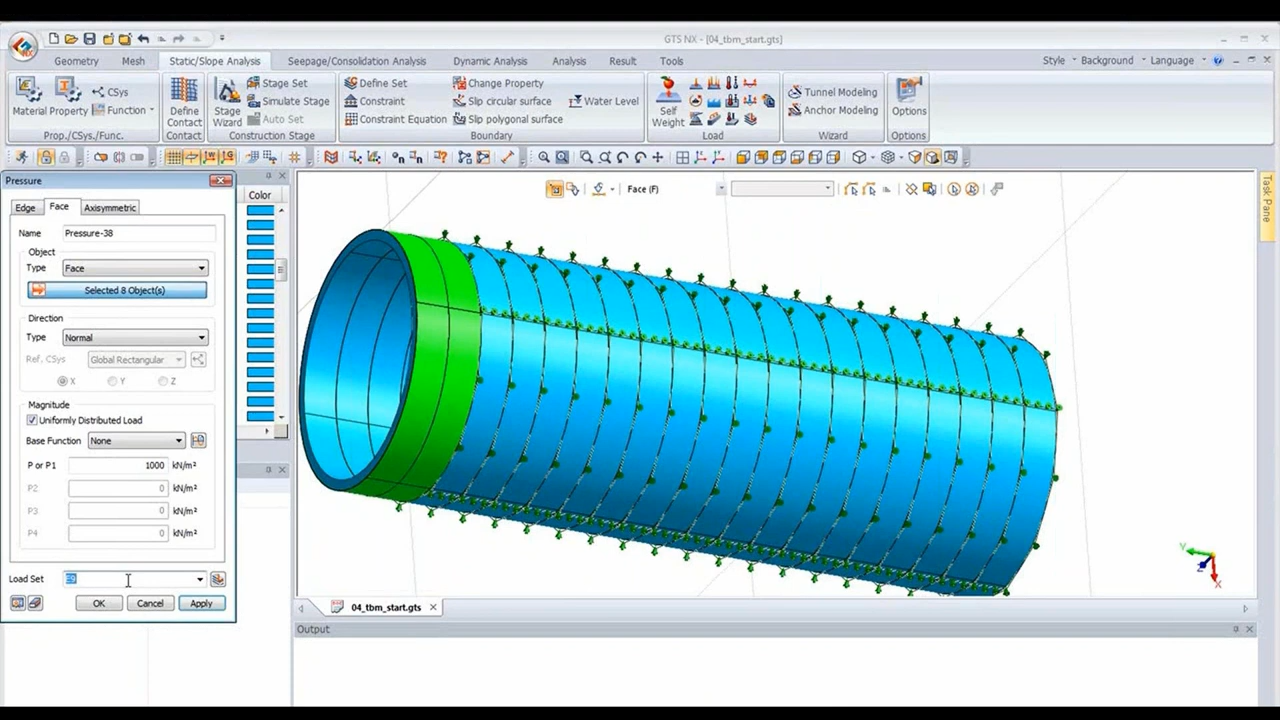 GTS NX - [04_tbm_start.gts]
Geometry Mesh Static/Slope Analysis Seepage/Consolidation Analysis Dynamic Analysis Analysis Result Tools Style Background Language
Material Property CSys Function
Prop./CSys./Func.
Define Contact
Contact
Stage Wizard Stage Set
Simulate Stage
Auto Set
Construction Stage
Define Set Change Property
Constraint Slip circular surface Water Level
Constraint Equation Slip polygonal surface
Boundary
Self Weight
Load
Tunnel Modeling
Anchor Modeling
Wizard
Options
Options
Pressure
Edge Face Axisymmetric
Name Pressure-38
Object
Type Face
Selected 8 Object(s)
Direction
Type Normal
Ref. CSys Global Rectangular
X Y Z
Magnitude
Uniformly Distributed Load
Base Function None
P or P1 1000 kN/m²
P2 0 kN/m²
P3 0 kN/m²
P4 0 kN/m²
Load Set
OK Cancel Apply
Color
Face (F)
Task Pane
Y
Z
X
04_tbm_start.gts
Output